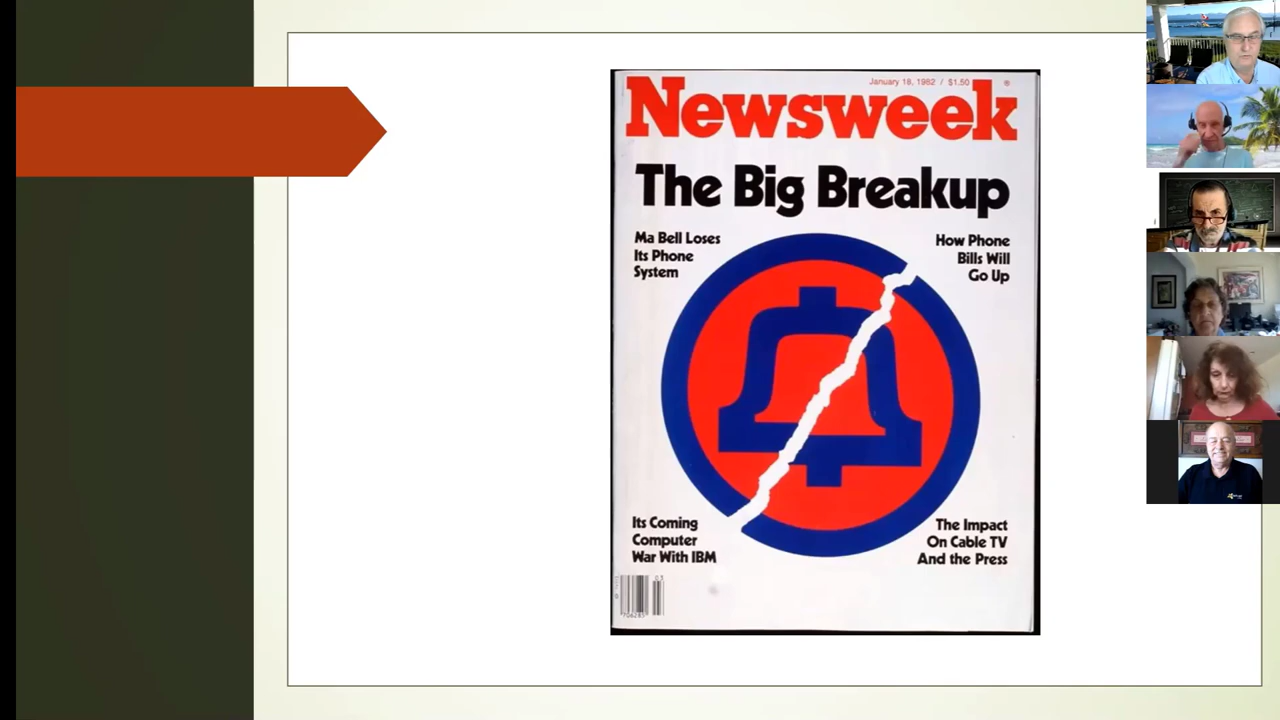 January 18, 1982 / $1.50
Newsweek
The Big Breakup
Ma Bell Loses
Its Phone
System
How Phone
Bills Will
Go Up
Its Coming
Computer
War With IBM
The Impact
On Cable TV
And the Press
03